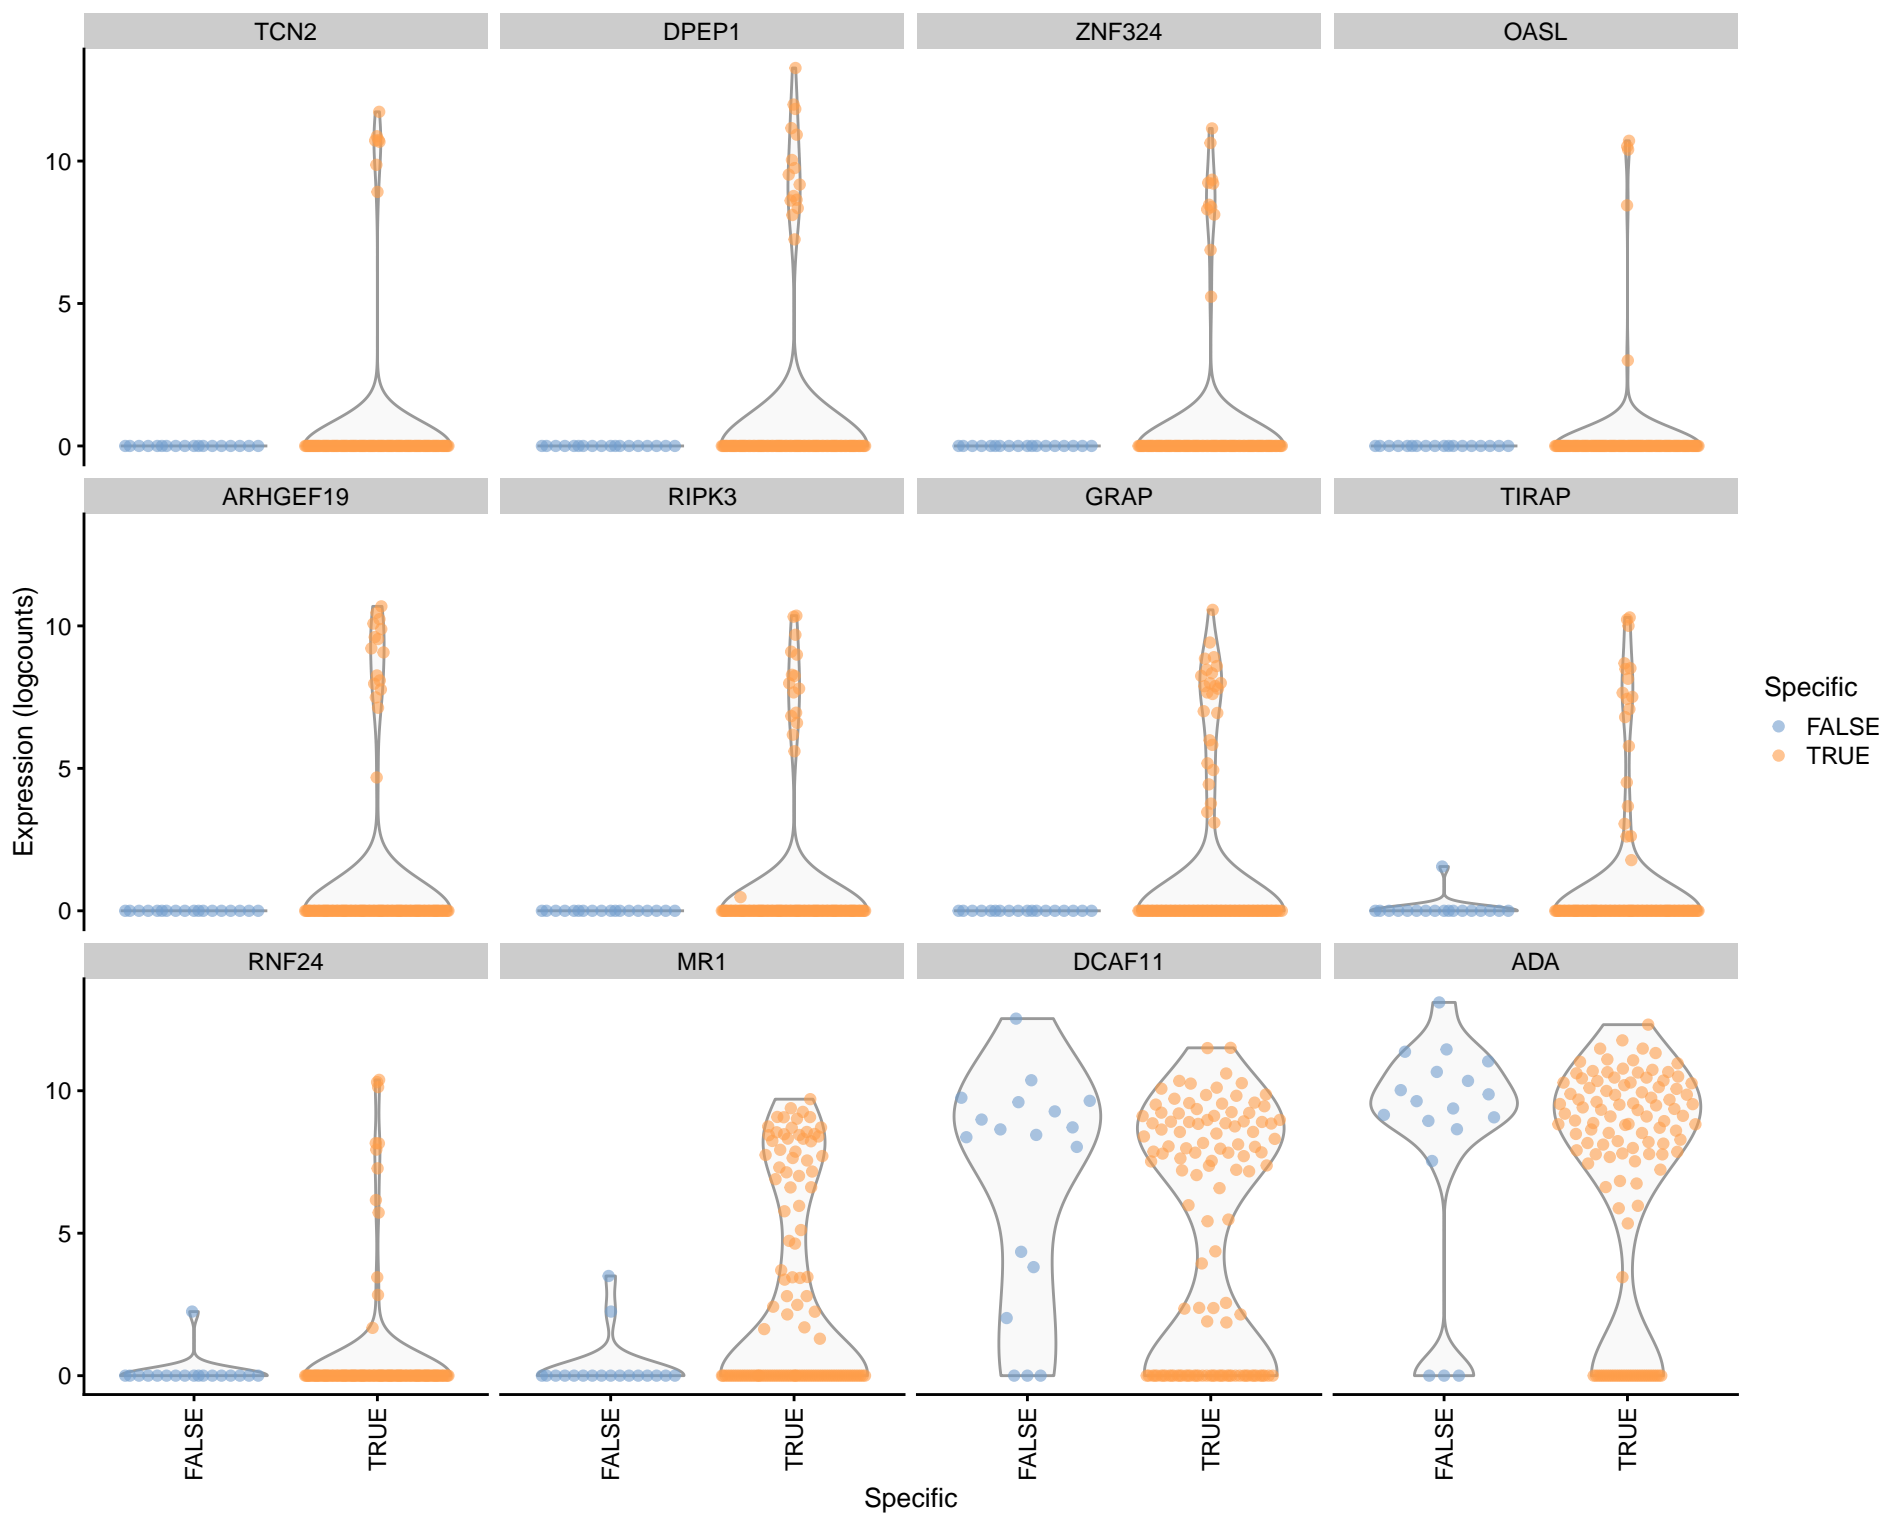 TCN2 DPEP1 ZNF324 OASL
10
5
0
ARHGEF19 RIPK3 GRAP TIRAP
10
5
0
RNF24 MR1 DCAF11 ADA
10
5
0
FALSE TRUE FALSE TRUE FALSE TRUE FALSE TRUE
Specific
Expression (logcounts)
Specific
FALSE
TRUE